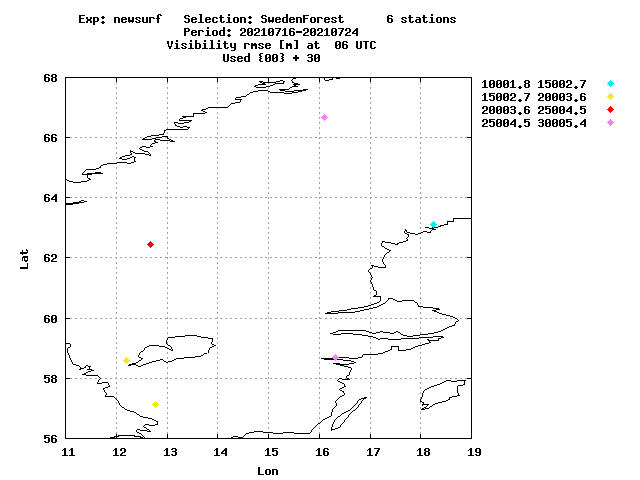 Exp: newsurf Selection: SwedenForest 6 stations
Period: 20210716-20210724
Visibility rmse [m] at 06 UTC
Used {00} + 30
10001.8 15002.7
15002.7 20003.6
20003.6 25004.5
25004.5 30005.4
68
66
64
62
60
58
56
Lat
11 12 13 14 15 16 17 18 19
Lon